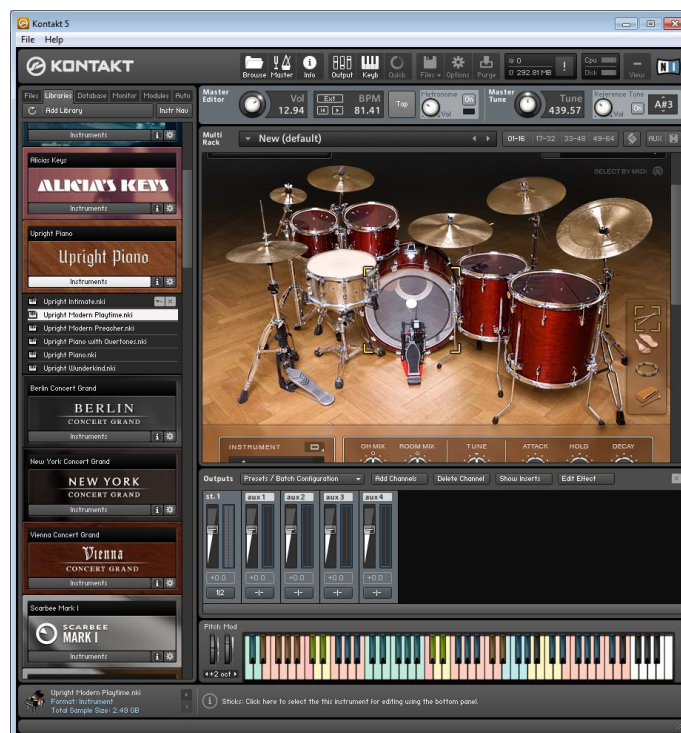 Kontakt 5
File Help
KONTAKT
Browse Master Info Output Keyb Quick Files Options Purge
0
292.81 MB
!
Cpu
Disk
View
NI
Files Libraries Database Monitor Modules Auto
Add Library Instr Nav
Master Editor
Vol 12.94
Ext BPM 81.41
Tap
Metronome On
Vol
Master Tune
Tune 439.57
Reference Tone
Vol On A#3
Multi Rack
New (default)
01-16 17-32 33-48 49-64
AUX
Instruments
Alicias Keys
ALICIA'S KEYS
Instruments
Upright Piano
Upright Piano
Instruments
Upright Intimate.nki
Upright Modern Playtime.nki
Upright Modern Preacher.nki
Upright Piano with Overtones.nki
Upright Piano.nki
Upright Wunderkind.nki
Berlin Concert Grand
BERLIN
CONCERT GRAND
Instruments
New York Concert Grand
NEW YORK
CONCERT GRAND
Instruments
Vienna Concert Grand
Vienna
CONCERT GRAND
Instruments
Scarbee Mark I
SCARBEE
MARK I
Instruments
SELECT BY MIDI
INSTRUMENT
OH MIX ROOM MIX TUNE ATTACK HOLD DECAY
Outputs Presets / Batch Configuration Add Channels Delete Channel Show Inserts Edit Effect
st. 1 aux 1 aux 2 aux 3 aux 4
+0.0 +0.0 +0.0 +0.0 +0.0
1|2 -|- -|- -|- -|-
Pitch Mod
+2 oct
Upright Modern Playtime.nki
Format: Instrument
Total Sample Size: 2.49 GB
Sticks: Click here to select the this instrument for editing using the bottom panel.